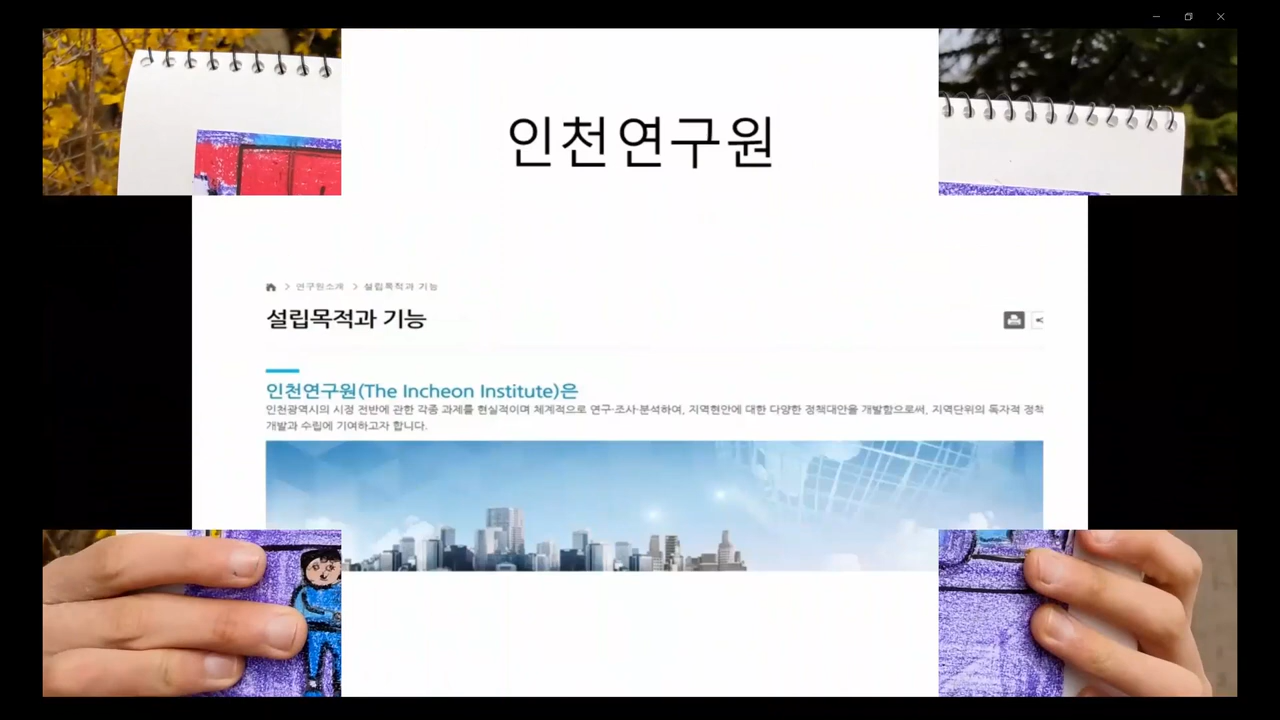 인천연구원
연구원소개 > 설립목적과 기능
설립목적과 기능
인천연구원(The Incheon Institute)은
인천광역시의 시정 전반에 관한 각종 과제를 현실적이며 체계적으로 연구·조사·분석하여, 지역현안에 대한 다양한 정책대안을 개발함으로써, 지역단위의 독자적 정책
개발과 수립에 기여하고자 합니다.